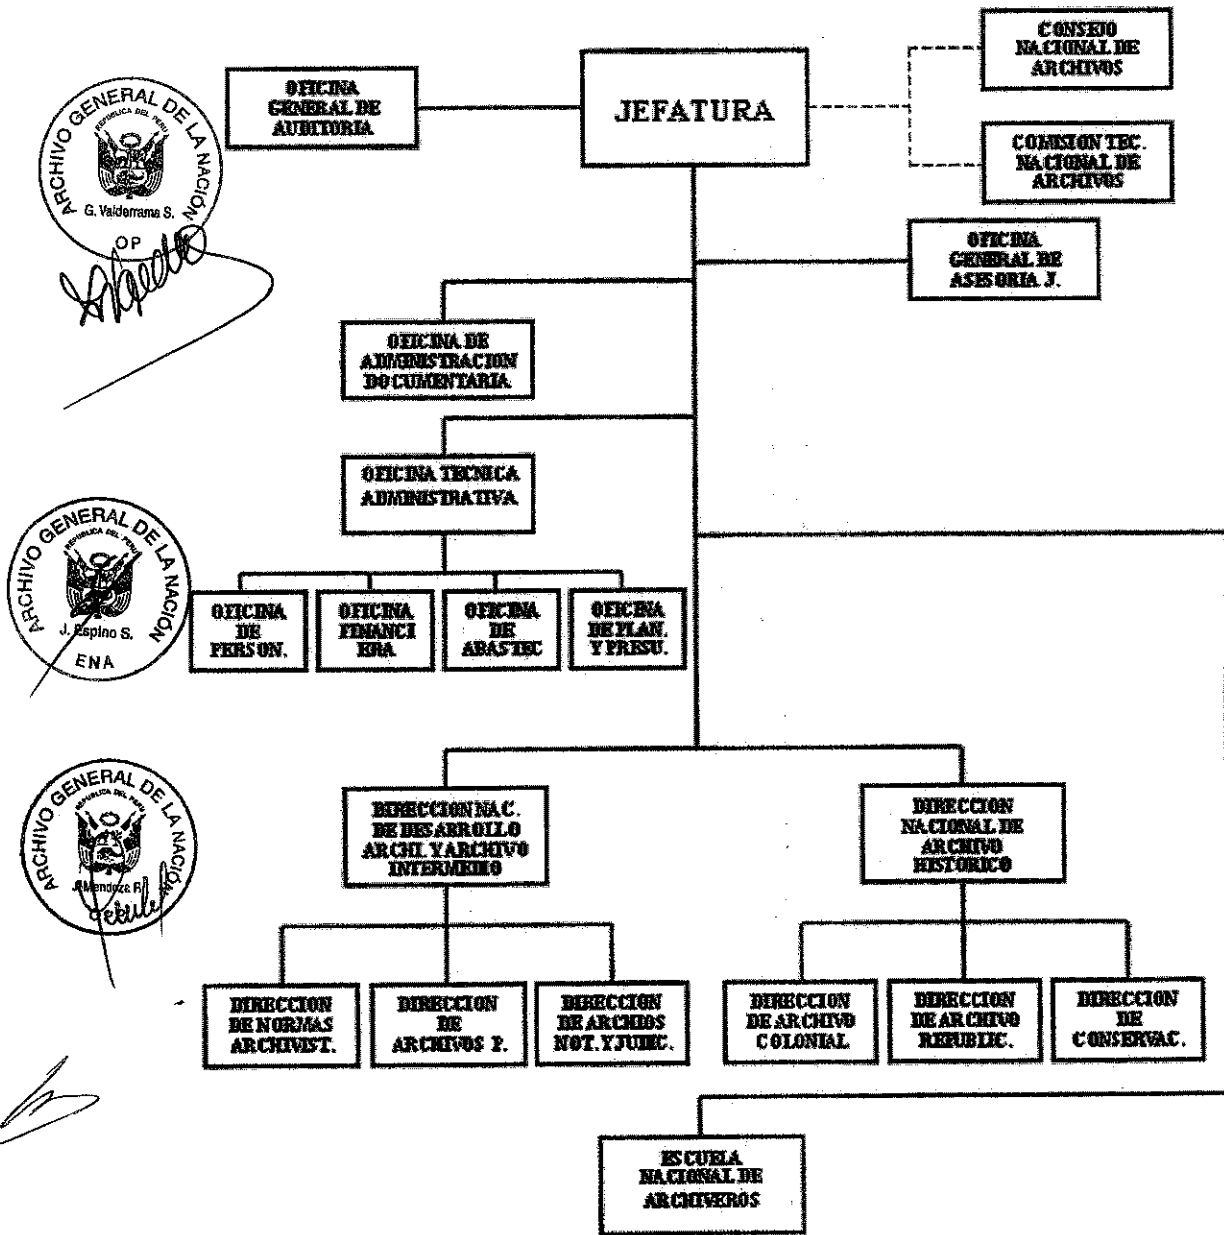 CONSEJO
NACIONAL DE
ARCHIVOS
OFICINA
GENERAL DE
AUDITORIA
JEFATURA
COMISION TEC.
NACIONAL DE
ARCHIVOS
ARCHIVO GENERAL DE LA NACIÓN
REPUBLICA DEL PERU
G. Valderrama S.
OP
OFICINA
GENERAL DE
ASESORIA J.
OFICINA DE
ADMINISTRACION
DOCUMENTARIA
OFICINA TECNICA
ADMINISTRATIVA
ARCHIVO GENERAL DE LA NACIÓN
REPUBLICA DEL PERU
J. Espino S.
ENA
OFICINA
DE
PERSON.
OFICINA
FINANCI
ERA
OFICINA
DE
ABASTEC
OFICINA
DE PLAN.
Y PRESU.
ARCHIVO GENERAL DE LA NACIÓN
REPUBLICA DEL PERU
J. Mendoza R.
DIRECCION NAC.
DE DESARROLLO
ARCHI. Y ARCHIVO
INTERMEDIO
DIRECCION
NACIONAL DE
ARCHIVO
HISTORICO
DIRECCION
DE NORMAS
ARCHIVIST.
DIRECCION
DE
ARCHIVOS P.
DIRECCION
DE ARCHIOS
NOT. Y JUDIC.
DIRECCION
DE ARCHIVO
COLONIAL
DIRECCION
DE ARCHIVO
REPUBLIC.
DIRECCION
DE
CONSERVAC.
ESCUELA
NACIONAL DE
ARCHIVEROS